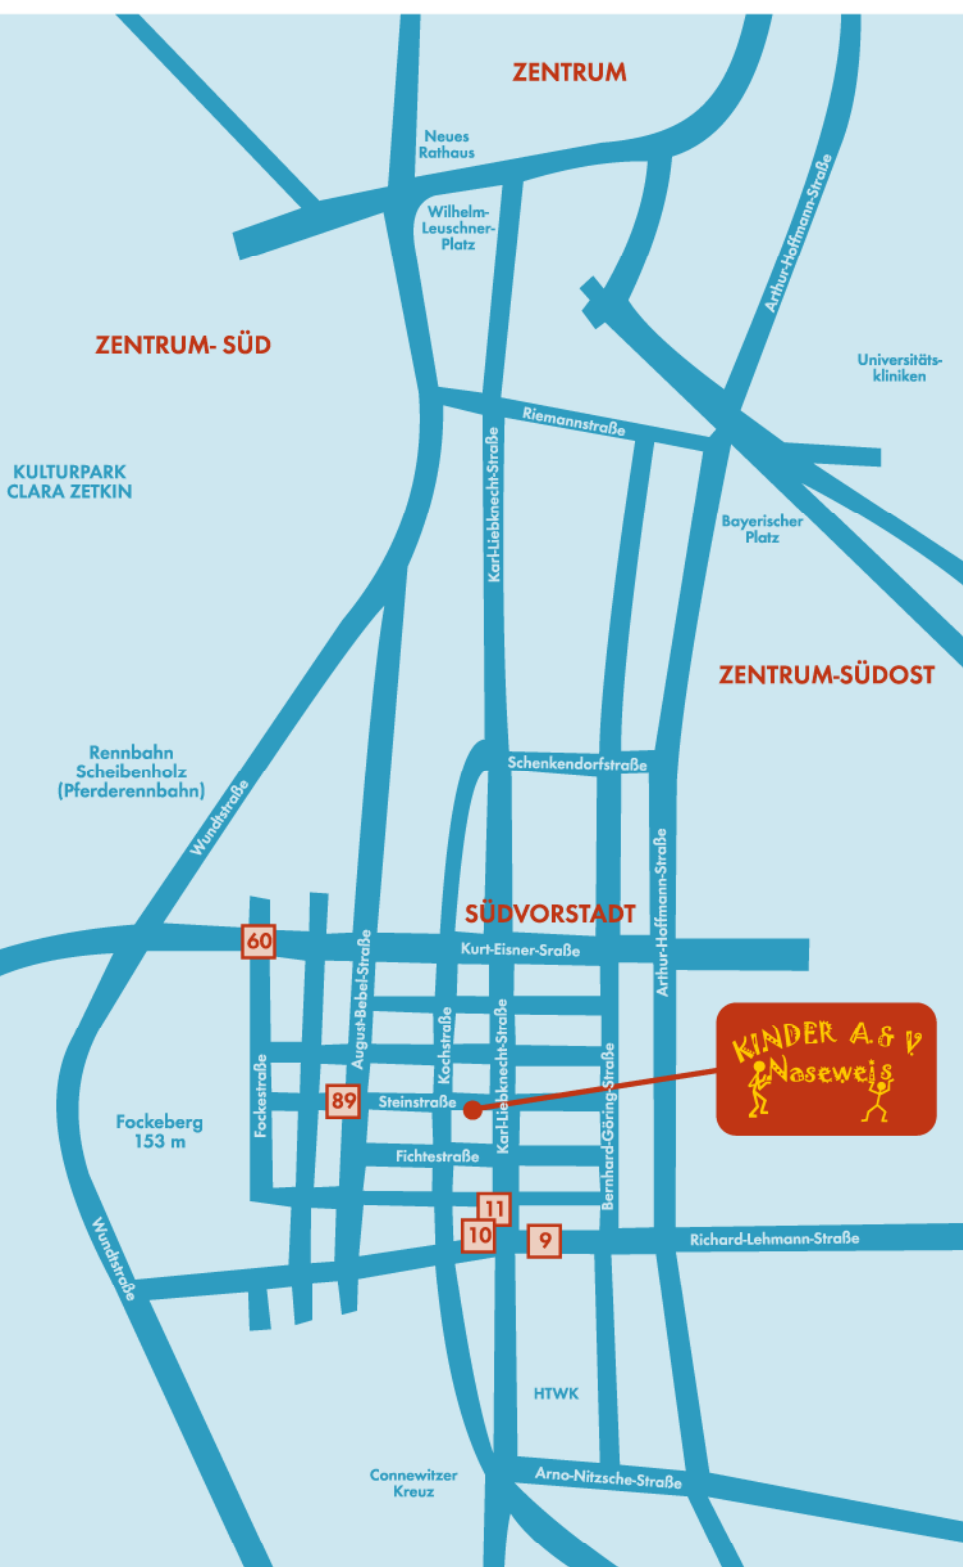 ZENTRUM
Neues
Rathaus
Wilhelm-
Leuschner-
Platz
Arthur-Hoffmann-Straße
ZENTRUM- SÜD
Universitäts-
kliniken
Riemannstraße
KULTURPARK
CLARA ZETKIN
Karl-Liebknecht-Straße
Bayerischer
Platz
ZENTRUM-SÜDOST
Rennbahn
Scheibenholz
(Pferderennbahn)
Schenkendorfstraße
Wundtstraße
SÜDVORSTADT
60
Kurt-Eisner-Sraße
Arthur-Hoffmann-Straße
August-Bebel-Straße
Kochstraße
Karl-Liebknecht-Straße
KINDER A & V
Naseweis
Fockestraße
89
Steinstraße
Bernhard-Göring-Straße
Fockeberg
153 m
Fichtestraße
11
10
9
Richard-Lehmann-Straße
Wundtstraße
HTWK
Connewitzer
Kreuz
Arno-Nitzsche-Straße